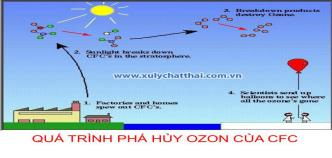 3. Breakdown products
destroy Ozone.
2. Sunlight breaks down
CFC's in the stratosphere.
www.xulychatthai.com.vn
4. Scientists send up
balloons to see where
all the ozone's gone
1. Factories and homes
spew out CFC's.
QUÁ TRÌNH PHÁ HỦY OZON CỦA CFC